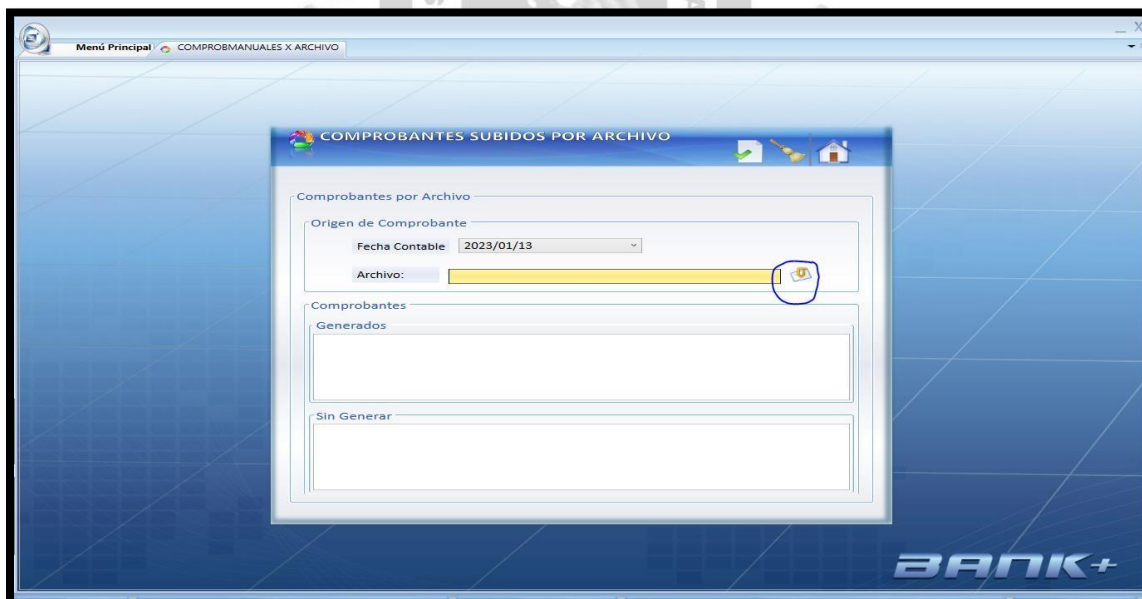 Menú Principal COMPROBMANUALES X ARCHIVO
COMPROBANTES SUBIDOS POR ARCHIVO
Comprobantes por Archivo
Origen de Comprobante
Fecha Contable 2023/01/13
Archivo:
Comprobantes
Generados
Sin Generar
BANK+